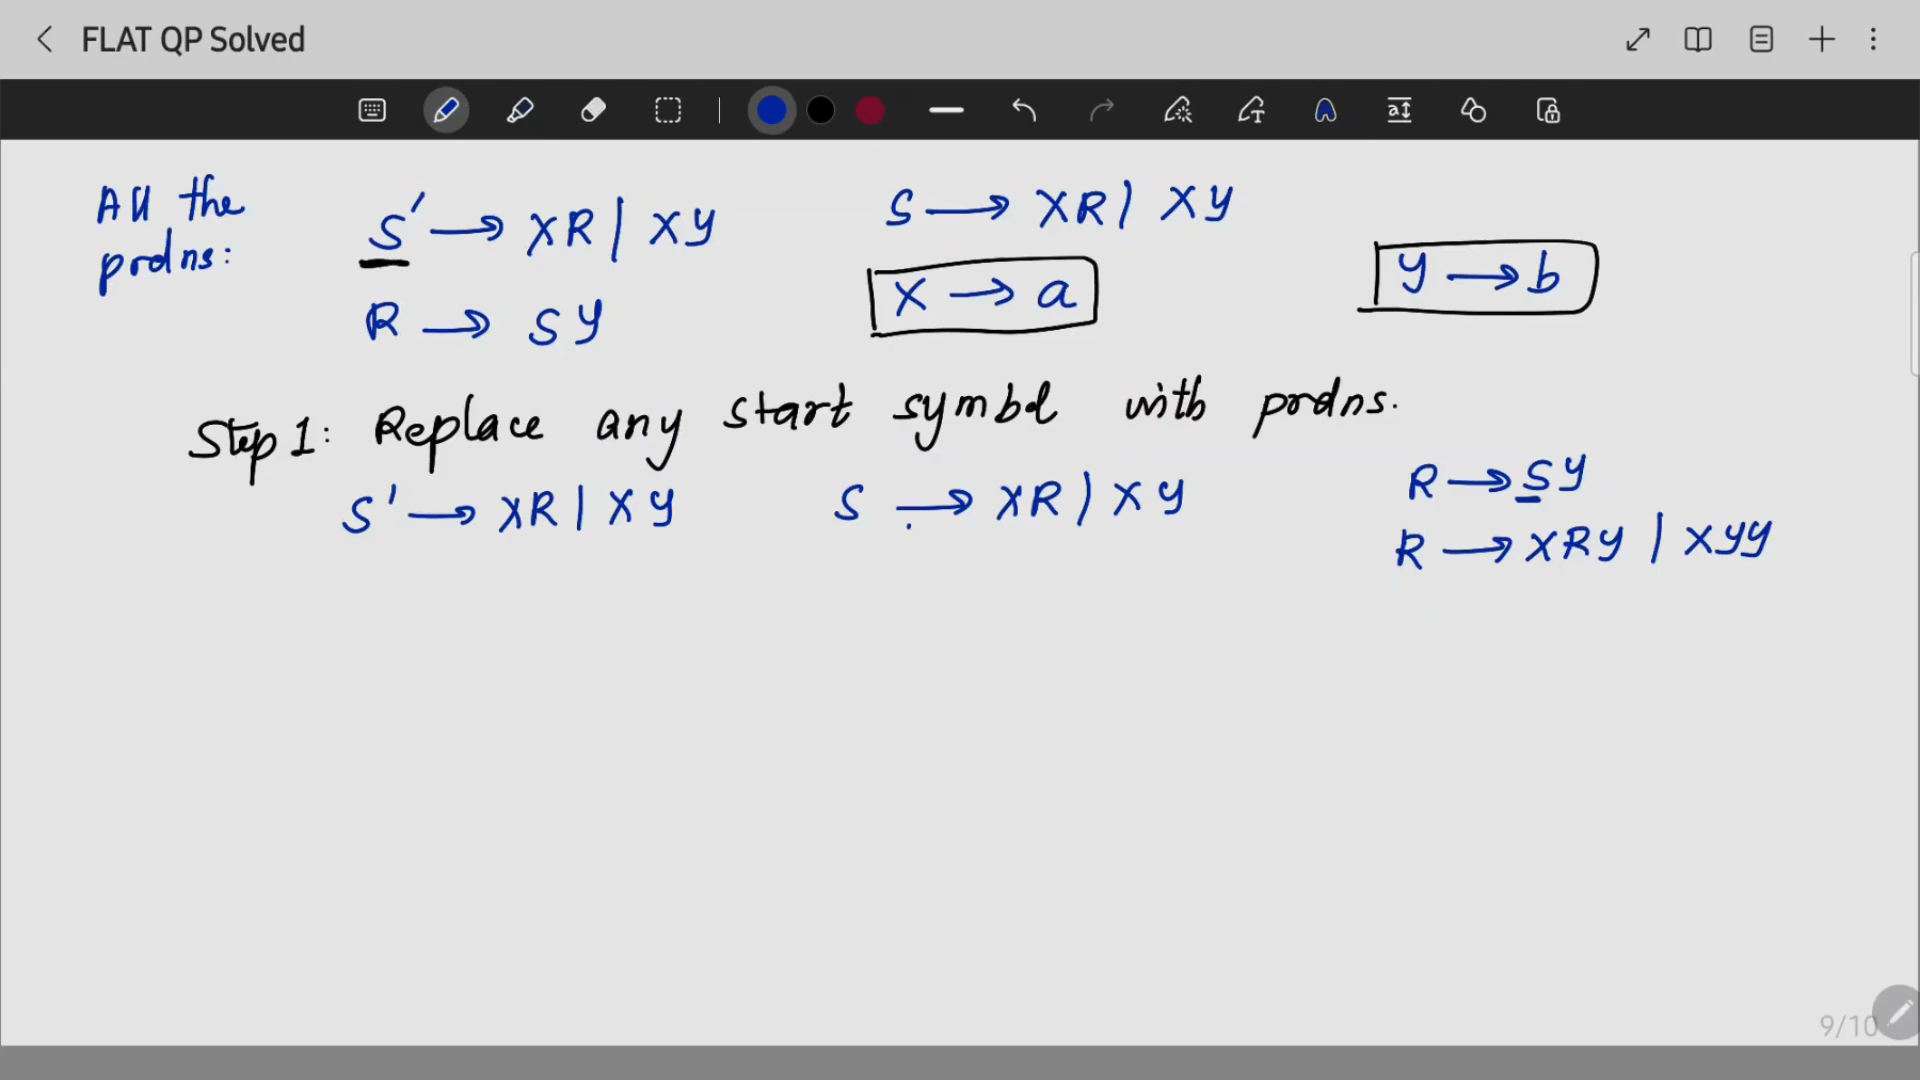 FLAT QP Solved
All the prdns:
S' → XR | XY
S → XR | XY
R → SY
X → a
Y → b
Step 1: Replace any start symbol with prdns.
S' → XR | XY
S → XR | XY
R → SY
R → XRY | XYY
9/10